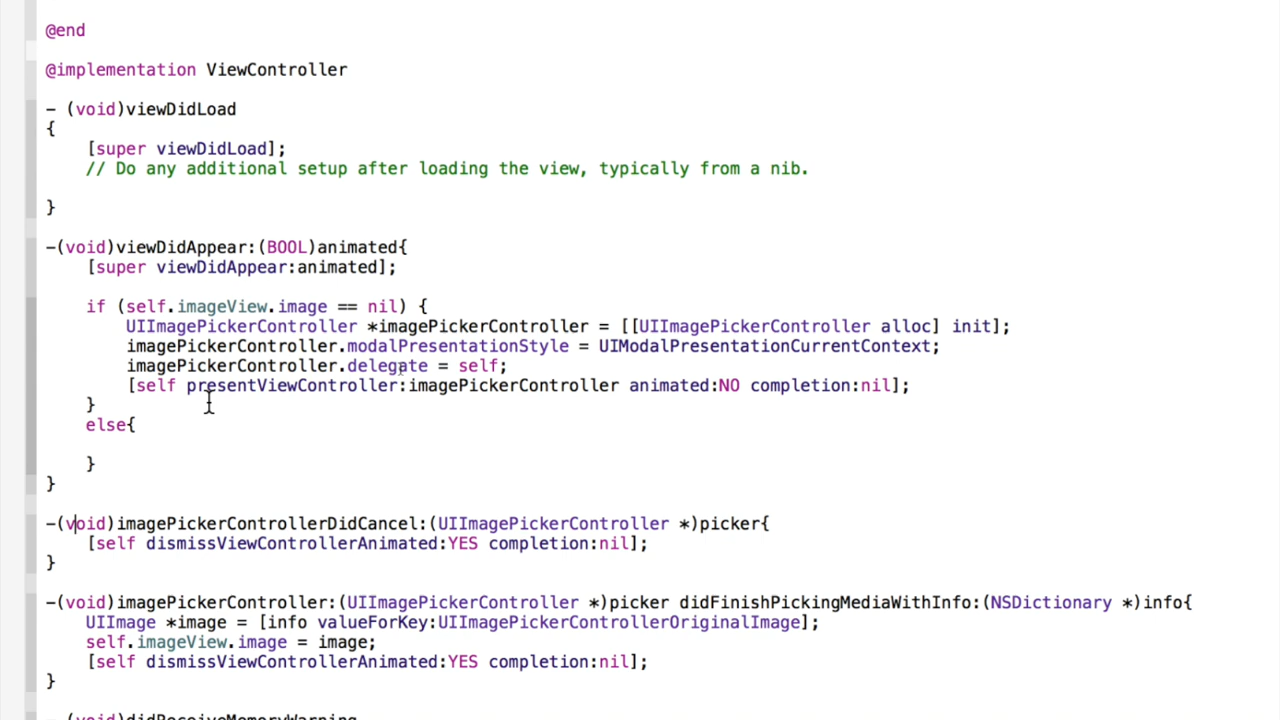 @end
@implementation ViewController
- (void)viewDidLoad
{
[super viewDidLoad];
// Do any additional setup after loading the view, typically from a nib.
}
-(void)viewDidAppear:(BOOL)animated{
[super viewDidAppear:animated];
if (self.imageView.image == nil) {
UIImagePickerController *imagePickerController = [[UIImagePickerController alloc] init];
imagePickerController.modalPresentationStyle = UIModalPresentationCurrentContext;
imagePickerController.delegate = self;
[self presentViewController:imagePickerController animated:NO completion:nil];
}
else{
}
}
-(void)imagePickerControllerDidCancel:(UIImagePickerController *)picker{
[self dismissViewControllerAnimated:YES completion:nil];
}
-(void)imagePickerController:(UIImagePickerController *)picker didFinishPickingMediaWithInfo:(NSDictionary *)info{
UIImage *image = [info valueForKey:UIImagePickerControllerOriginalImage];
self.imageView.image = image;
[self dismissViewControllerAnimated:YES completion:nil];
}
- (void)didReceiveMemoryWarning